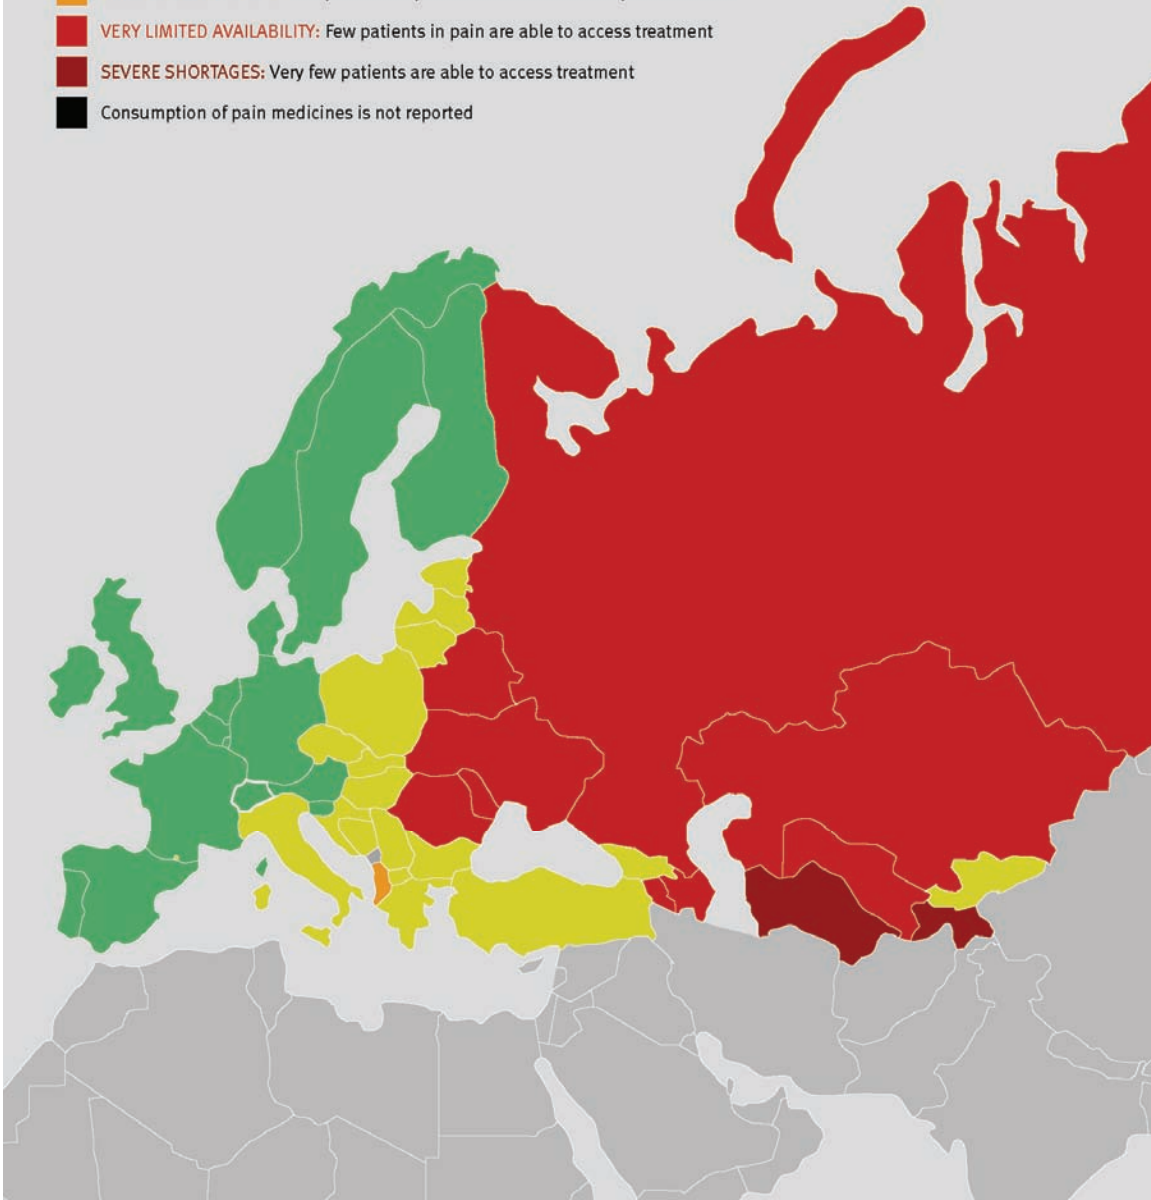 VERY LIMITED AVAILABILITY: Few patients in pain are able to access treatment
SEVERE SHORTAGES: Very few patients are able to access treatment
Consumption of pain medicines is not reported